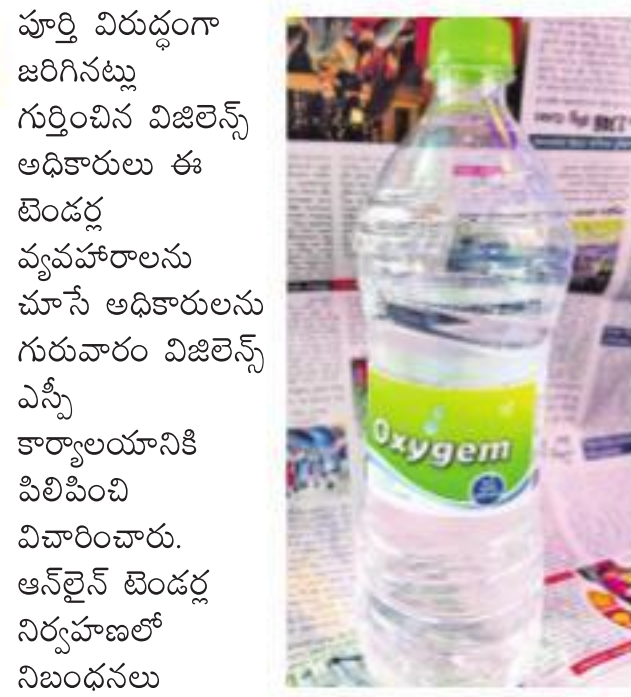 పూర్తి విరుద్ధంగా
జరిగినట్లు
గుర్తించిన విజిలెన్స్
అధికారులు ఈ
టెండర్ల
వ్యవహారాలను
చూసే అధికారులను
గురువారం విజిలెన్స్
ఎస్పీ
కార్యాలయానికి
పిలిపించి
విచారించారు.
ఆన్‌లైన్ టెండర్ల
నిర్వహణలో
నిబంధనలు
Oxygem